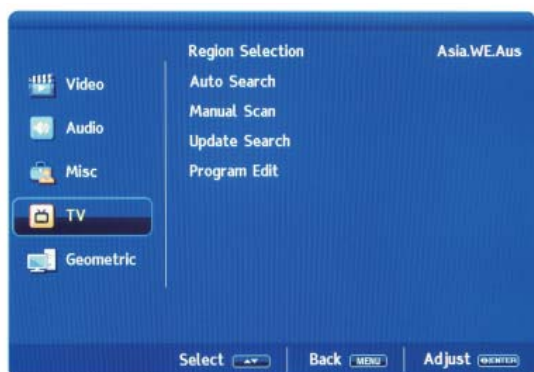 Region Selection Asia.WE.Aus
Video
Auto Search
Manual Scan
Audio
Update Search
Misc
Program Edit
TV
Geometric
Select Back MENU Adjust ENTER